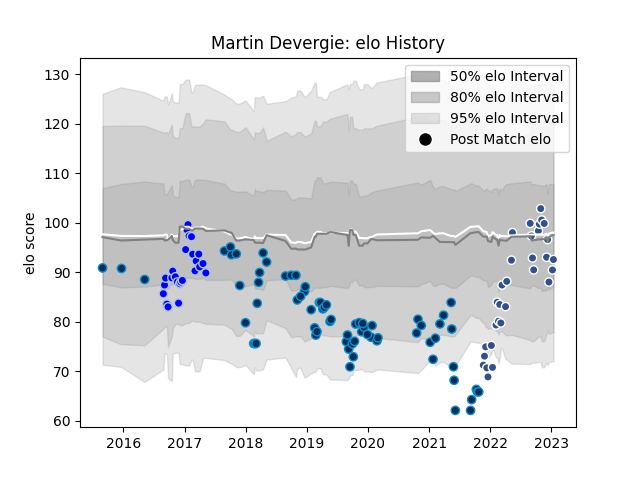 Martin Devergie: elo History
130
120
110
100
90
80
70
60
elo score
50% elo Interval
80% elo Interval
95% elo Interval
Post Match elo
2016 2017 2018 2019 2020 2021 2022 2023